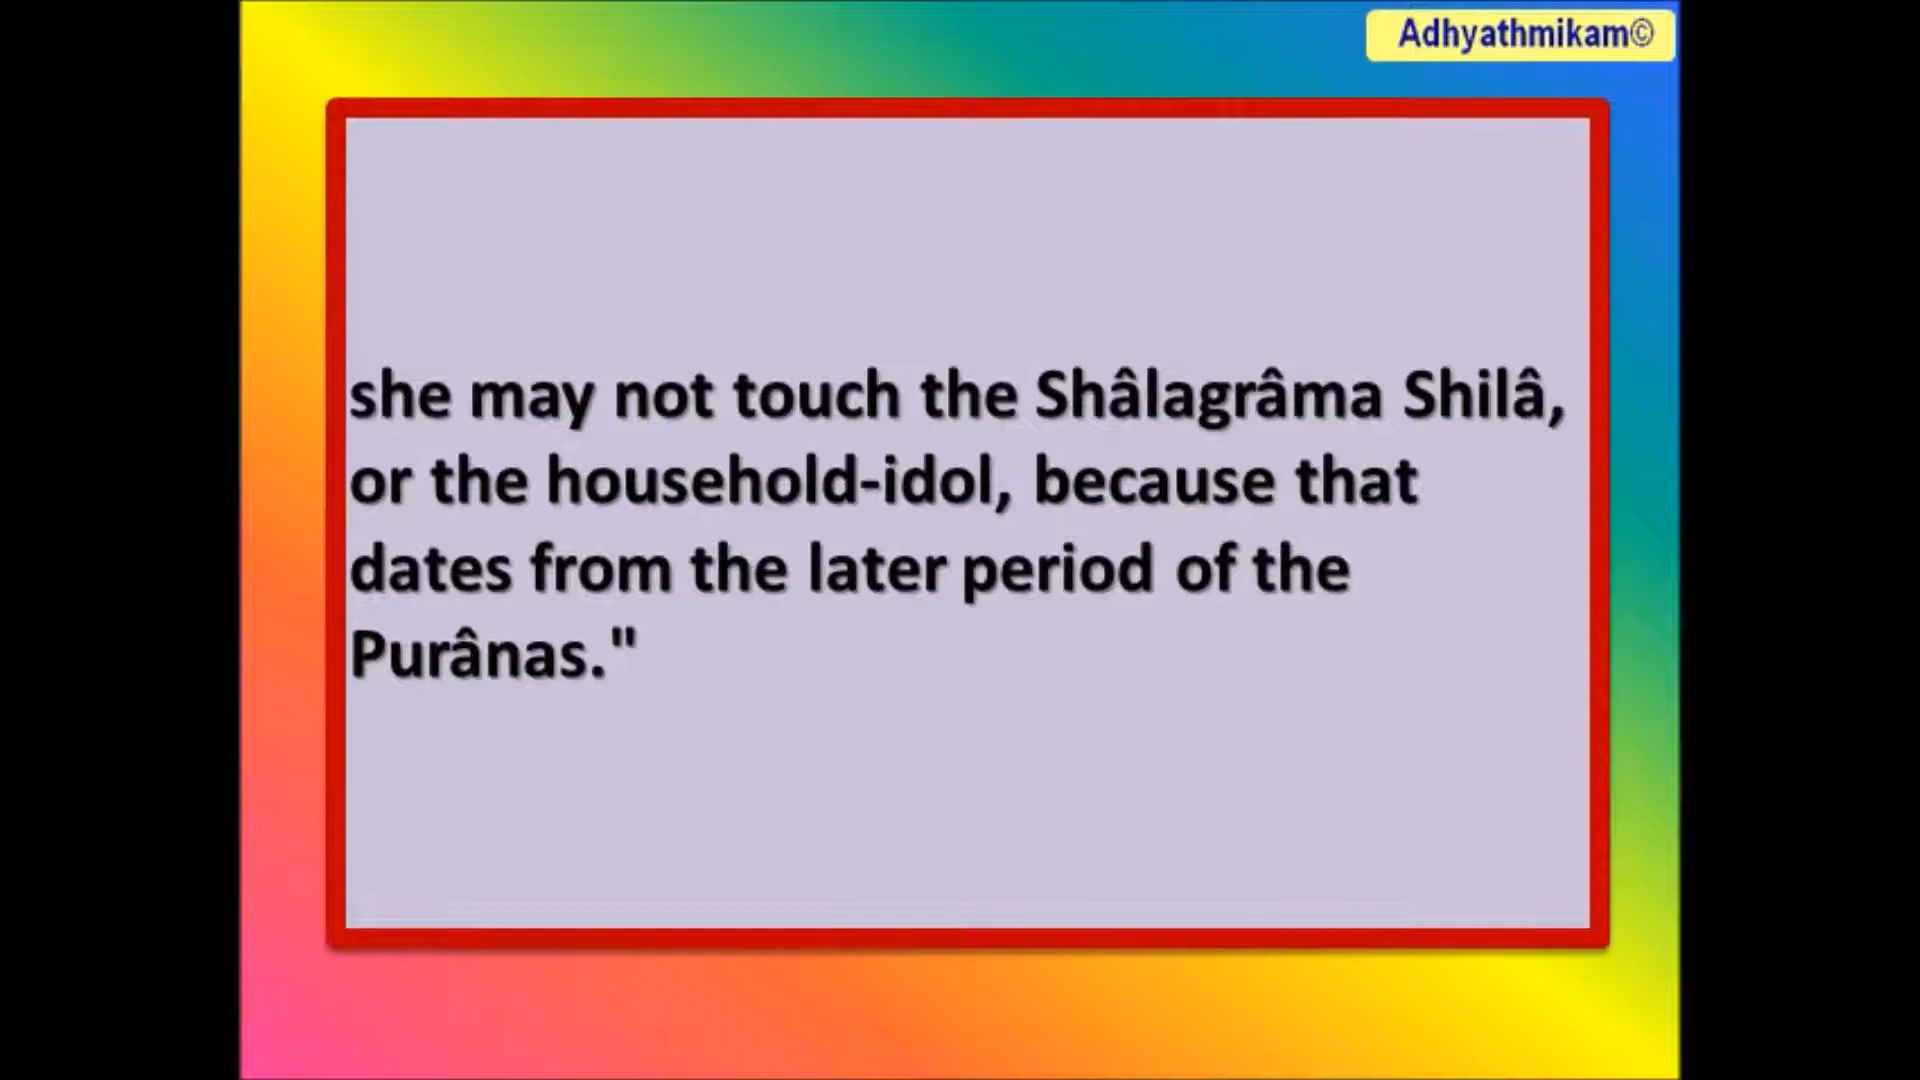 Adhyathmikam©
she may not touch the Shâlagrâma Shilâ,
or the household-idol, because that
dates from the later period of the
Purânas."